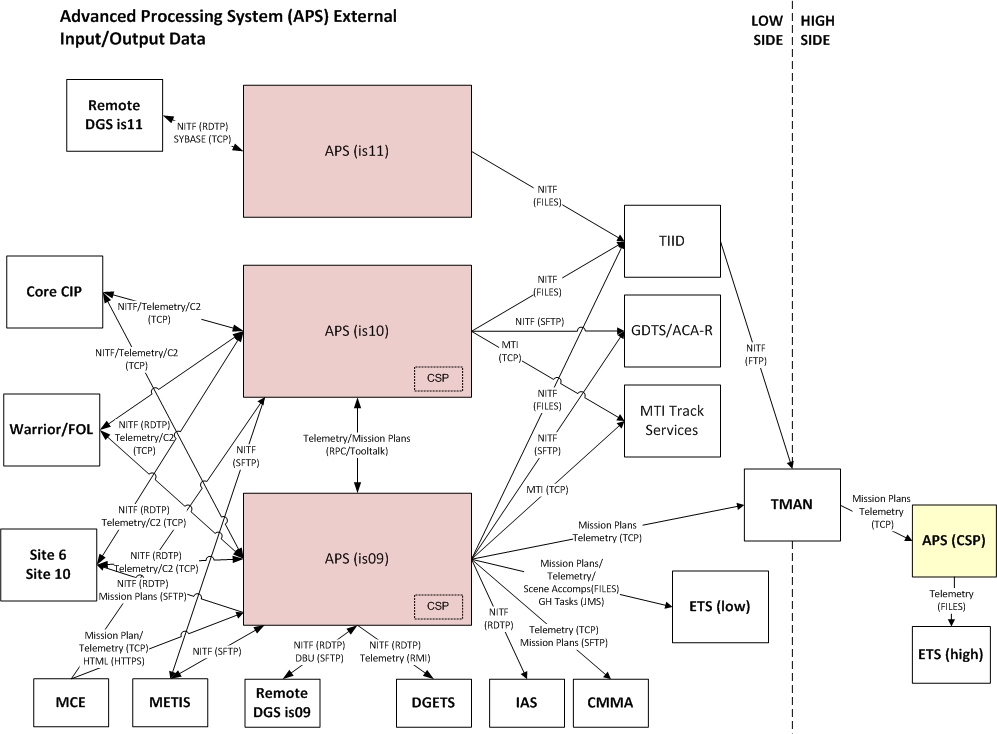 Advanced Processing System (APS) External
Input/Output Data
LOW
SIDE
HIGH
SIDE
Remote
DGS is11
NITF (RDTP)
SYBASE (TCP)
APS (is11)
NITF
(FILES)
TIID
Core CIP
NITF/Telemetry/C2
(TCP)
APS (is10)
CSP
NITF
(FILES)
NITF (SFTP)
GDTS/ACA-R
MTI
(TCP)
NITF
(FTP)
NITF/Telemetry/C2
(TCP)
Warrior/FOL
NITF (RDTP)
Telemetry/C2
(TCP)
NITF
(SFTP)
Telemetry/Mission Plans
(RPC/Tooltalk)
NITF
(FILES)
NITF
(SFTP)
MTI (TCP)
MTI Track
Services
TMAN
Mission Plans
Telemetry
(TCP)
APS (CSP)
NITF (RDTP)
Telemetry/C2 (TCP)
APS (is09)
CSP
Mission Plans
Telemetry (TCP)
Site 6
Site 10
NITF (RDTP)
Telemetry/C2 (TCP)
NITF (RDTP)
Mission Plans (SFTP)
Mission Plans/
Telemetry/
Scene Accomps(FILES)
GH Tasks (JMS)
ETS (low)
Telemetry
(FILES)
ETS (high)
Mission Plan/
Telemetry (TCP)
HTML (HTTPS)
NITF (SFTP)
NITF (RDTP)
DBU (SFTP)
NITF (RDTP)
Telemetry (RMI)
NITF
(RDTP)
Telemetry (TCP)
Mission Plans (SFTP)
MCE
METIS
Remote
DGS is09
DGETS
IAS
CMMA